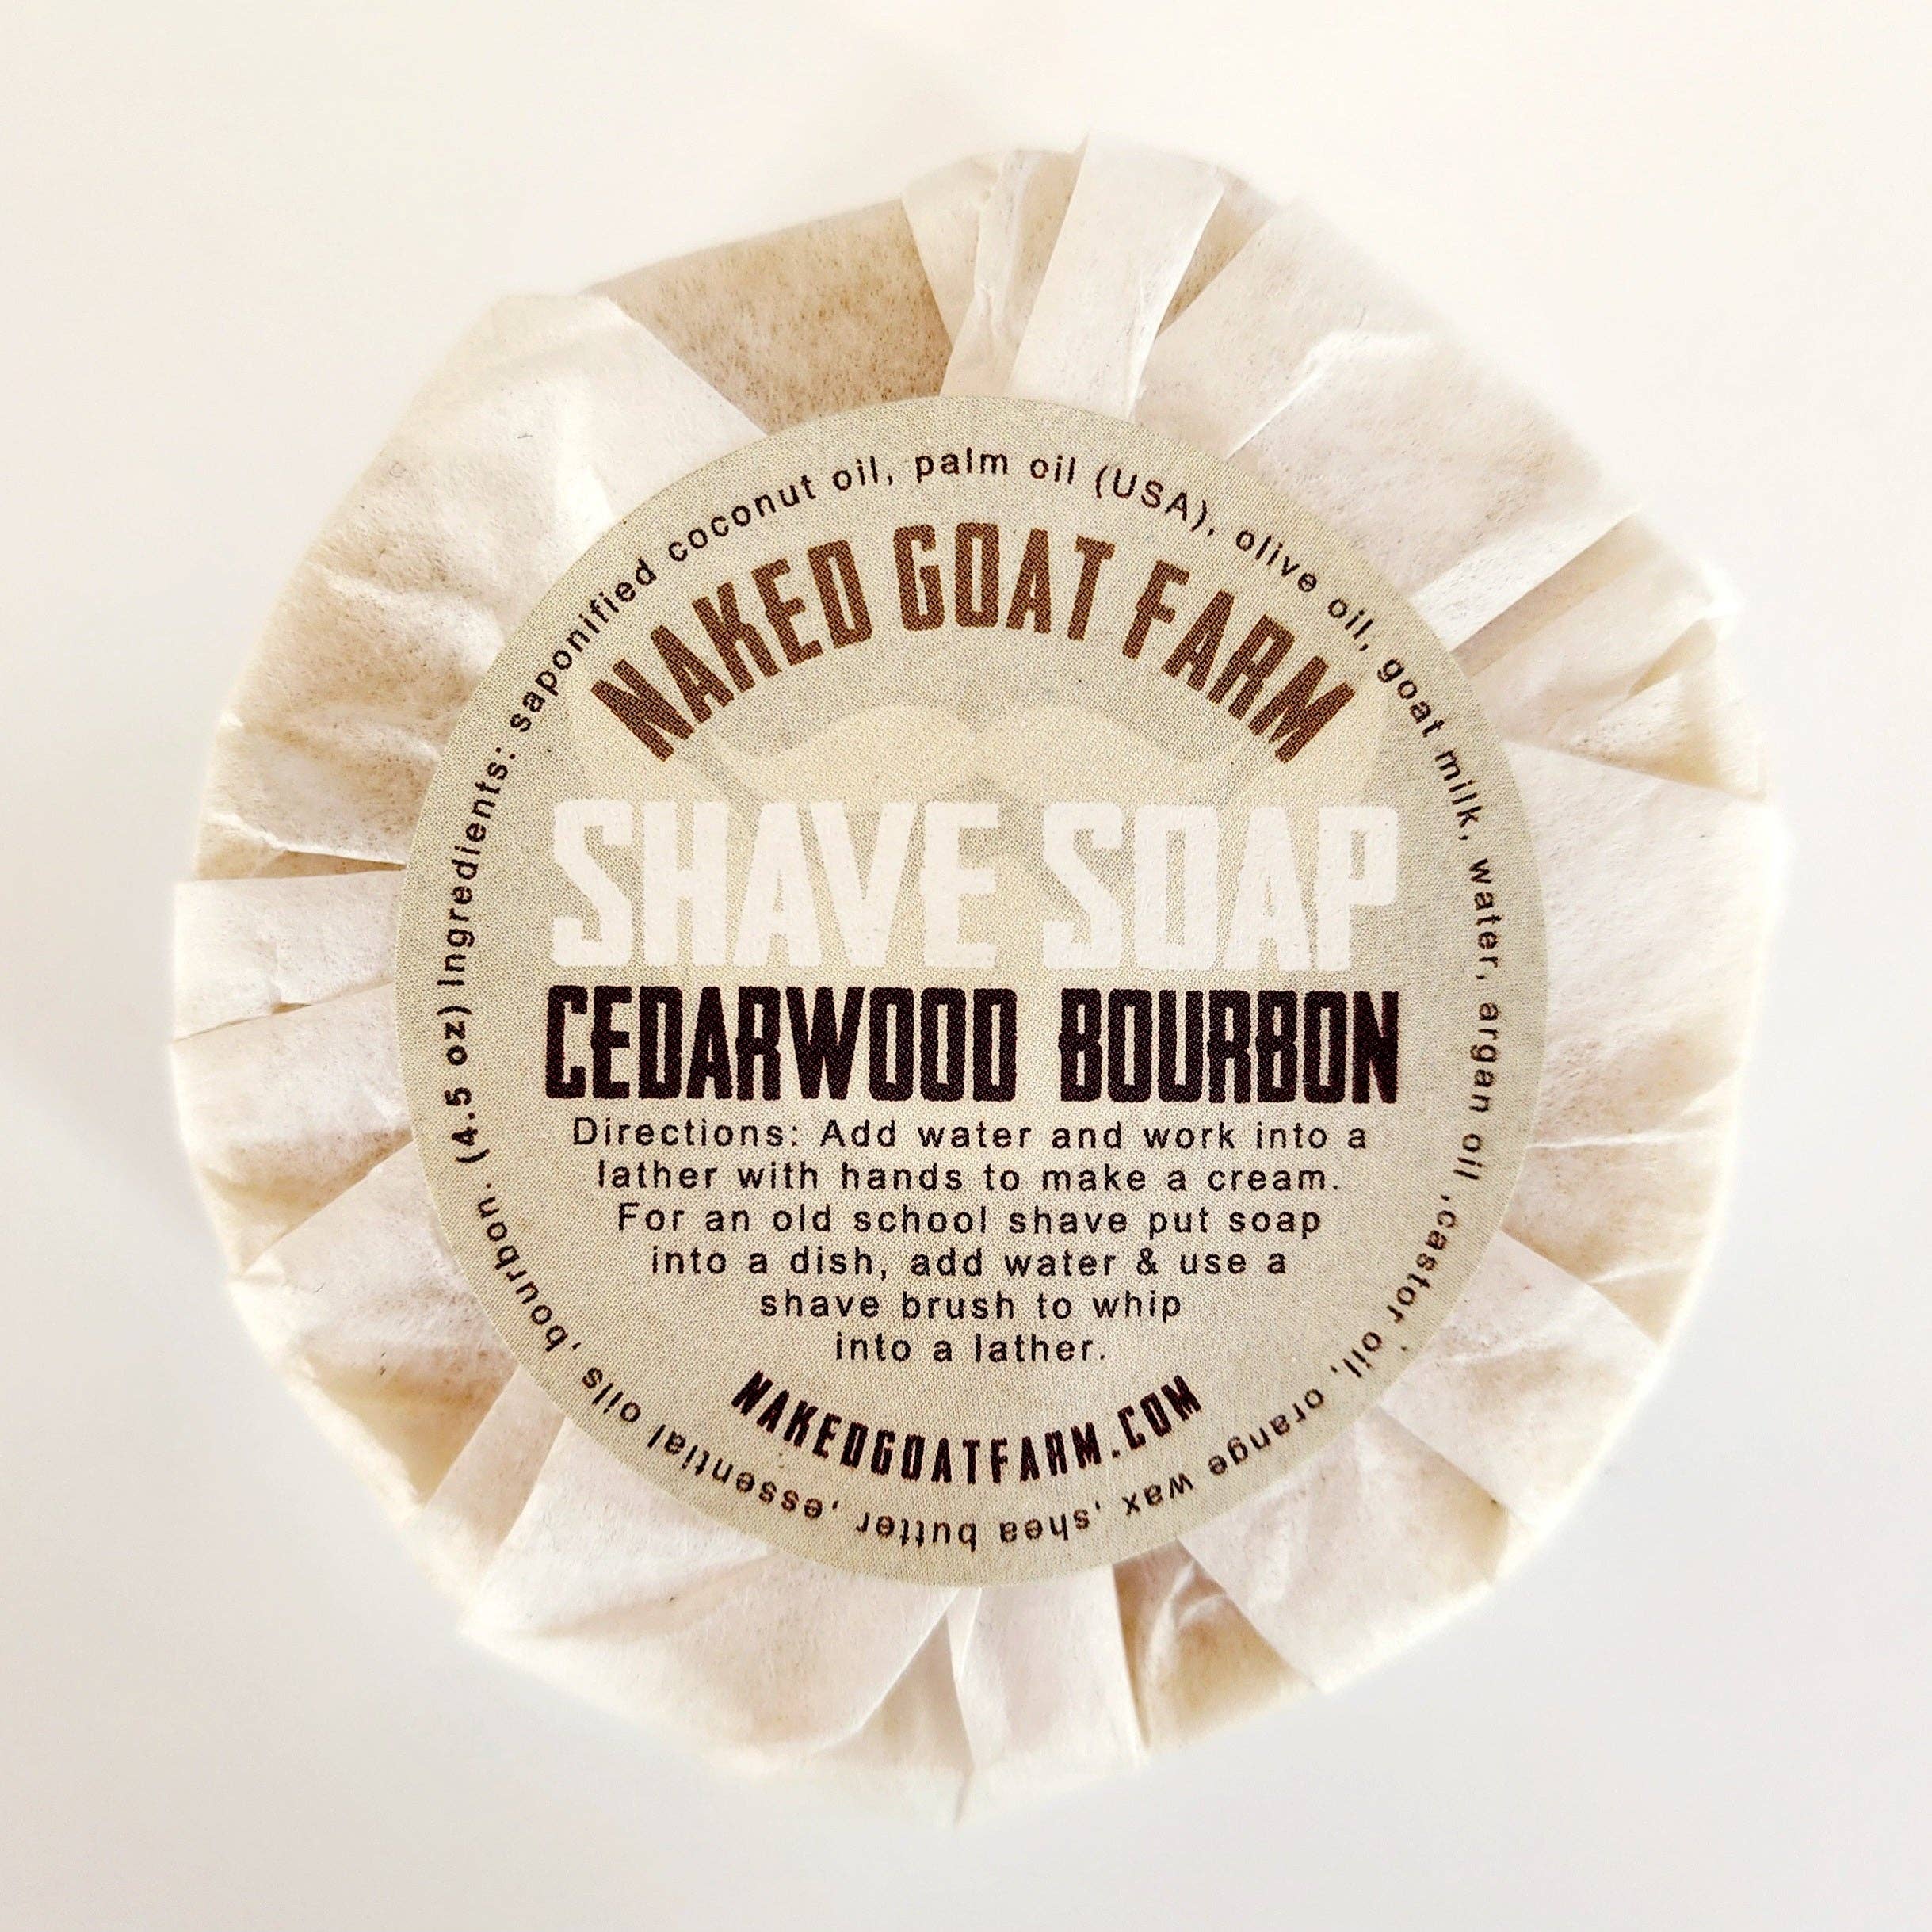 (4.5 oz) Ingredients: saponified coconut oil, palm oil (USA), olive oil, goat milk, water, argan oil ,castor oil, orange wax ,shea butter ,essential oils ,bourbon.
NAKED GOAT FARM
SHAVE SOAP
CEDARWOOD BOURBON
Directions: Add water and work into a
lather with hands to make a cream.
For an old school shave put soap
into a dish, add water & use a
shave brush to whip
into a lather.
NAKEDGOATFARM.COM